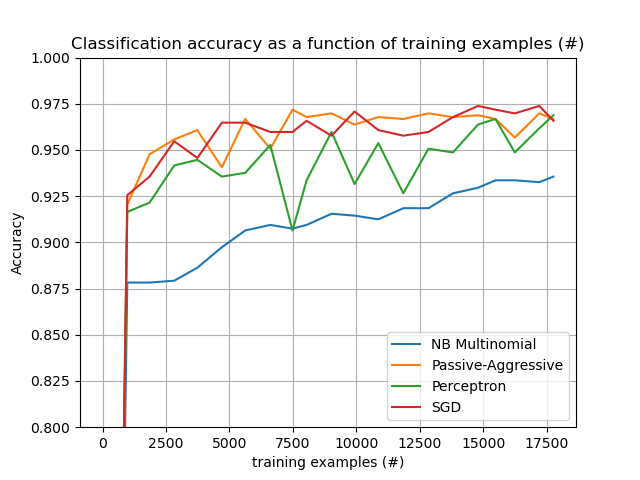 Classification accuracy as a function of training examples (#)
1.000
0.975
0.950
0.925
0.900
0.875
0.850
0.825
0.800
Accuracy
NB Multinomial
Passive-Aggressive
Perceptron
SGD
0 2500 5000 7500 10000 12500 15000 17500
training examples (#)